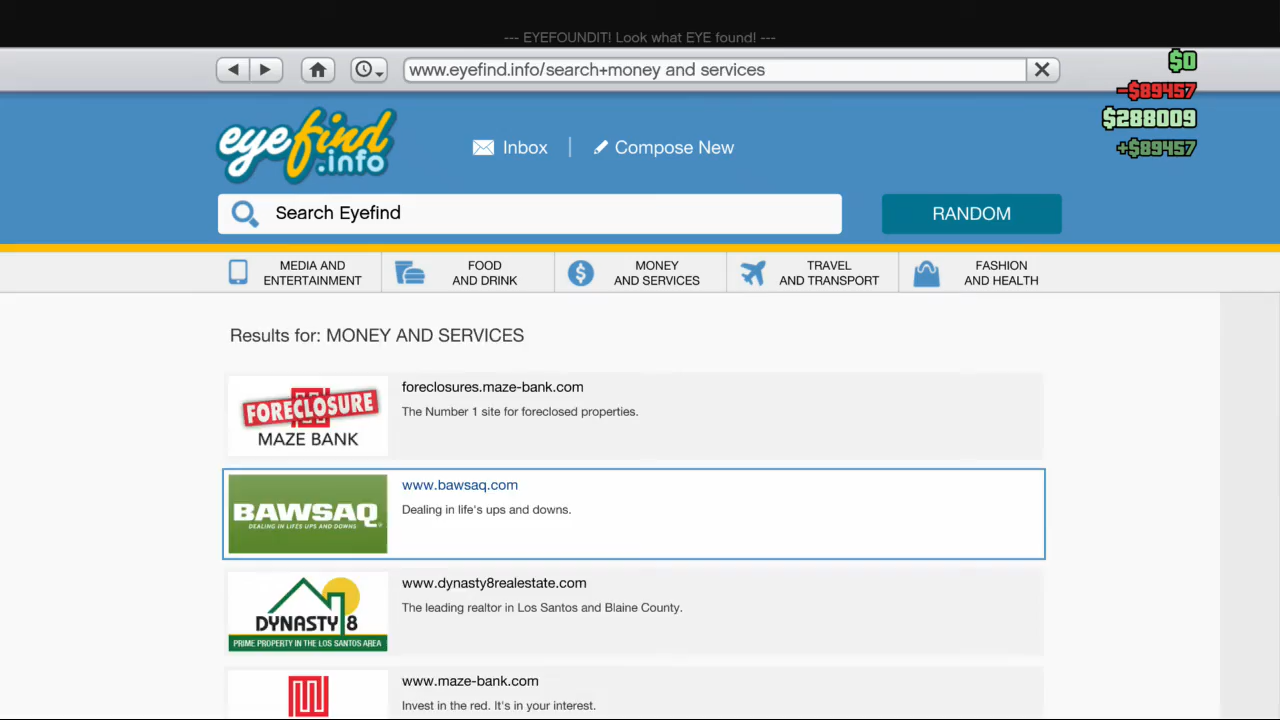 --- EYEFOUNDIT! Look what EYE found! ---
www.eyefind.info/search+money and services
$0
-$89457
$288009
+$89457
eyefind
.info
Inbox
Compose New
Search Eyefind
RANDOM
MEDIA AND
ENTERTAINMENT
FOOD
AND DRINK
MONEY
AND SERVICES
TRAVEL
AND TRANSPORT
FASHION
AND HEALTH
Results for: MONEY AND SERVICES
FORECLOSURE
MAZE BANK
foreclosures.maze-bank.com
The Number 1 site for foreclosed properties.
BAWSAQ
DEALING IN LIFE'S UPS AND DOWNS
www.bawsaq.com
Dealing in life's ups and downs.
DYNASTY 8
PRIME PROPERTY IN THE LOS SANTOS AREA
www.dynasty8realestate.com
The leading realtor in Los Santos and Blaine County.
www.maze-bank.com
Invest in the red. It's in your interest.